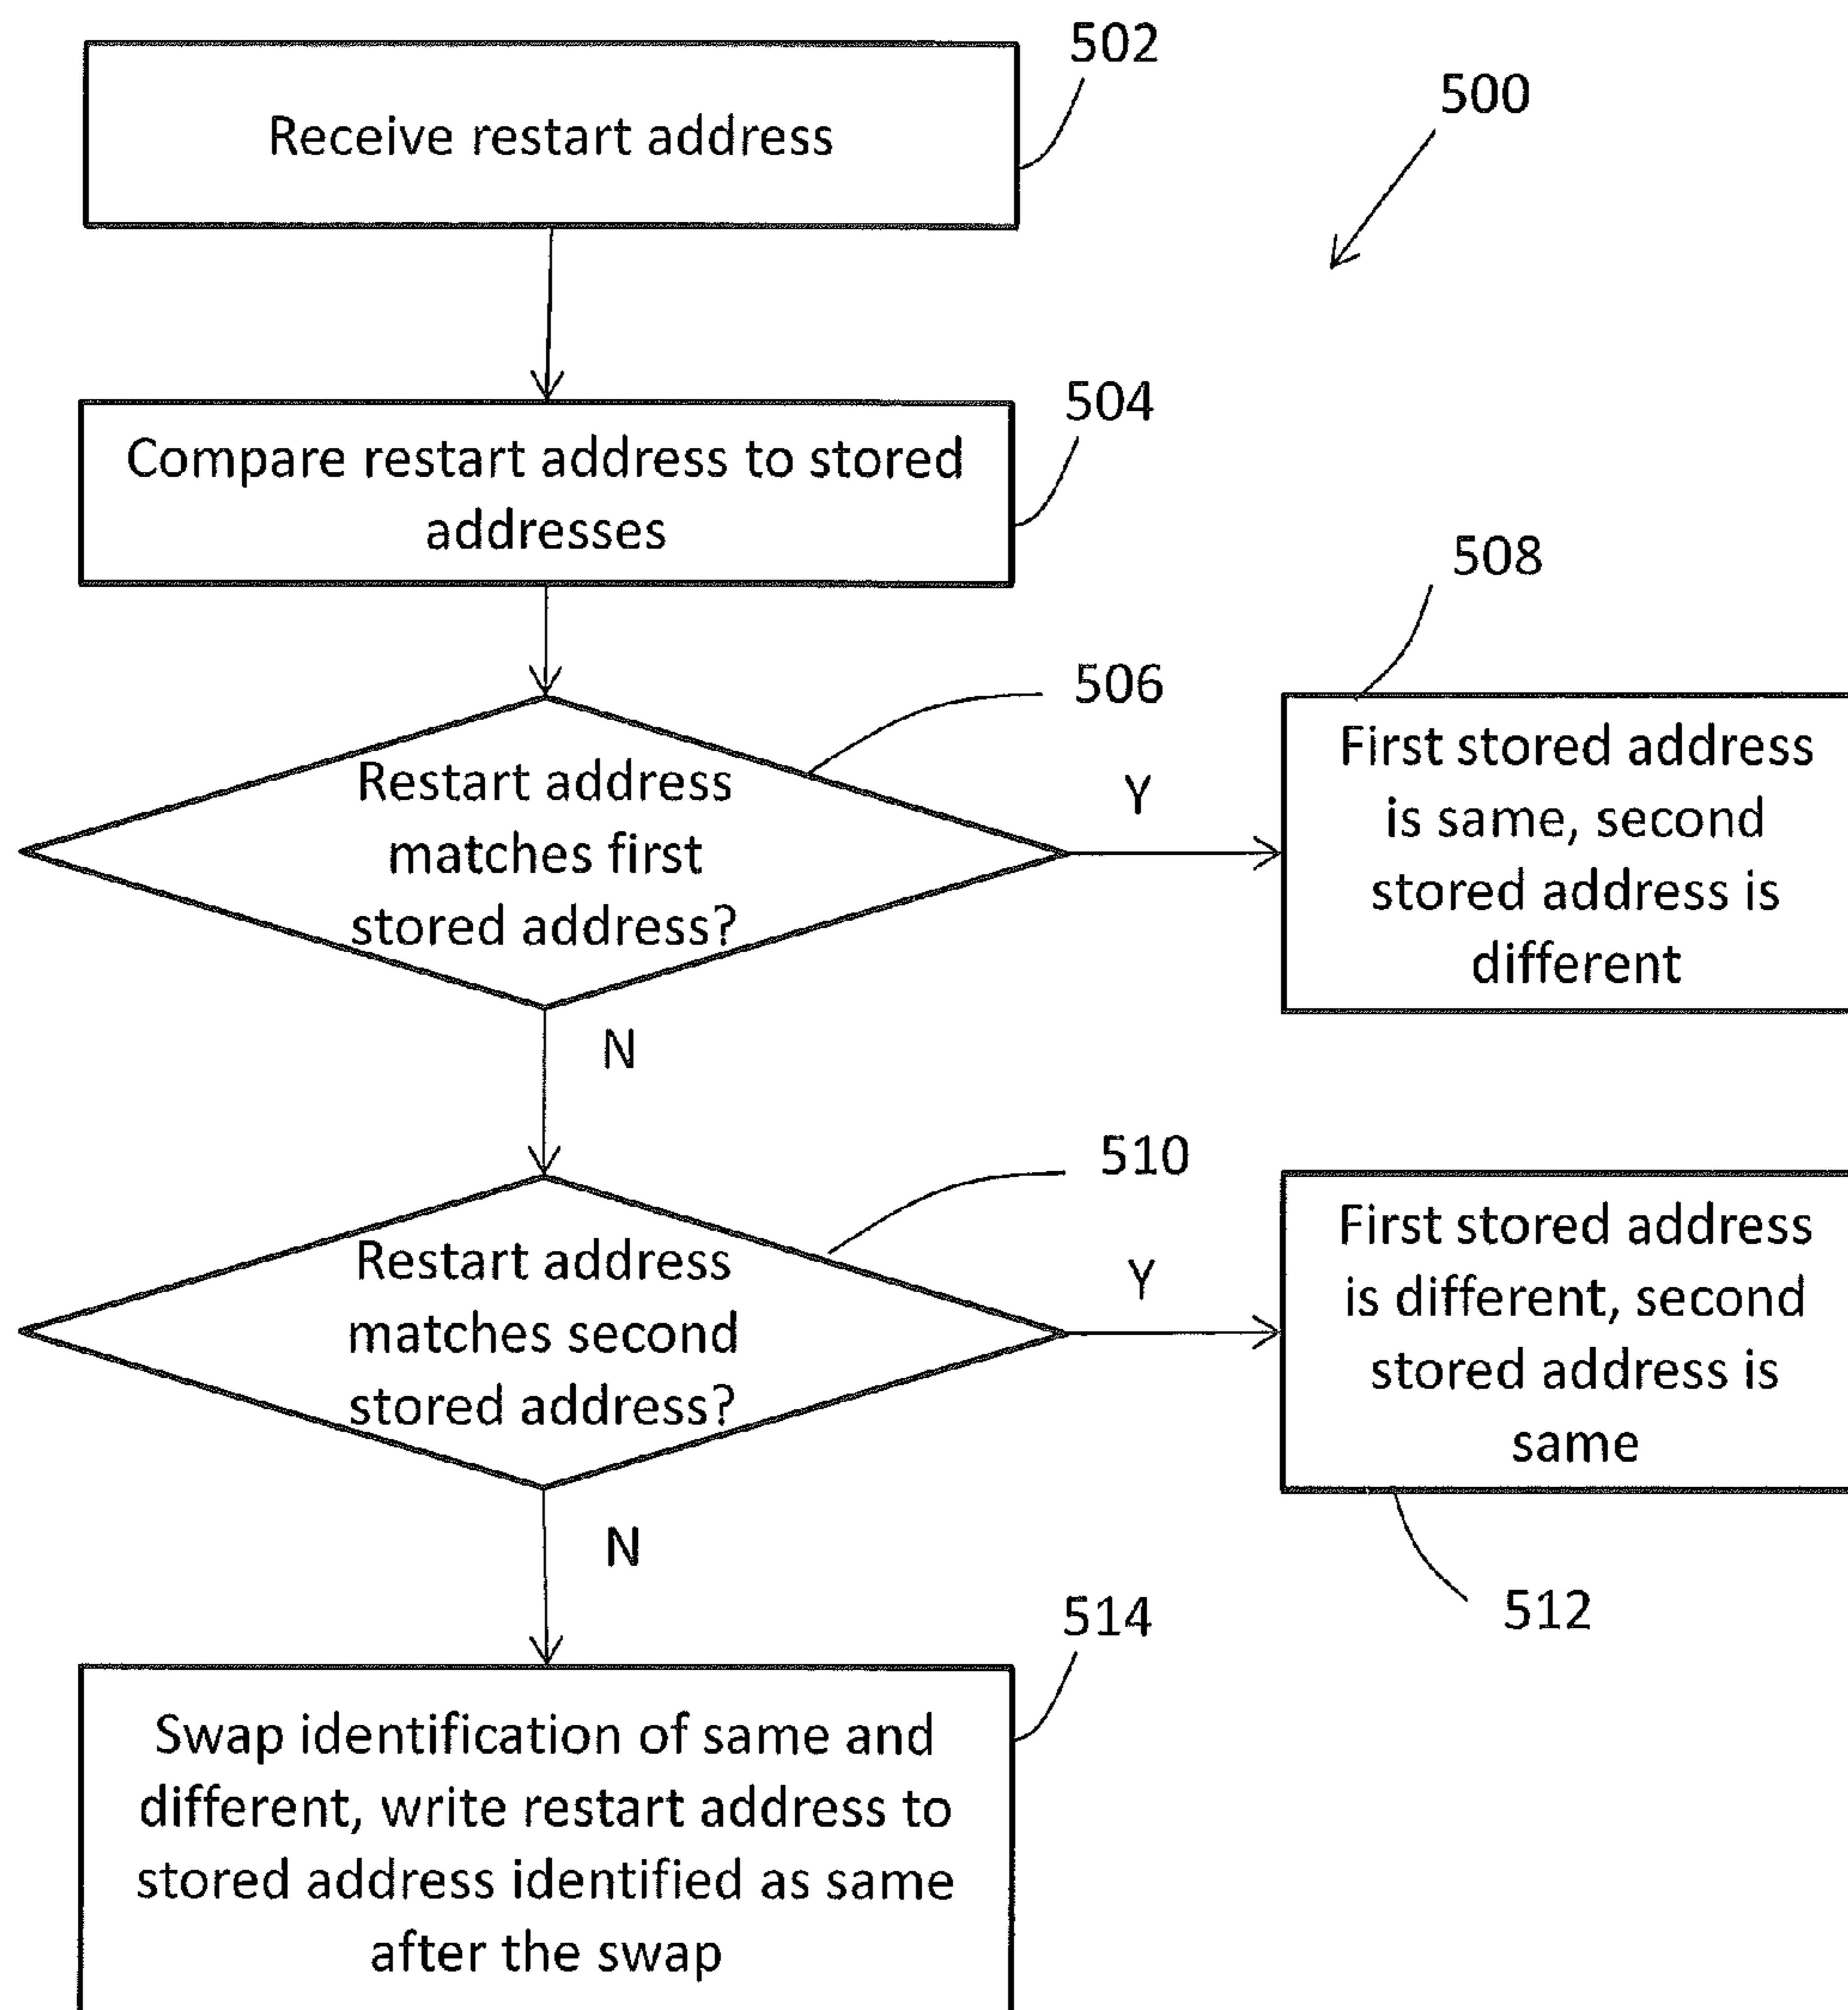 502
Receive restart address
500
504
Compare restart address to stored
addresses
506
Restart address
matches first
stored address?
Y
508
First stored address
is same, second
stored address is
different
N
510
Restart address
matches second
stored address?
Y
First stored address
is different, second
stored address is
same
512
N
514
Swap identification of same and
different, write restart address to
stored address identified as same
after the swap